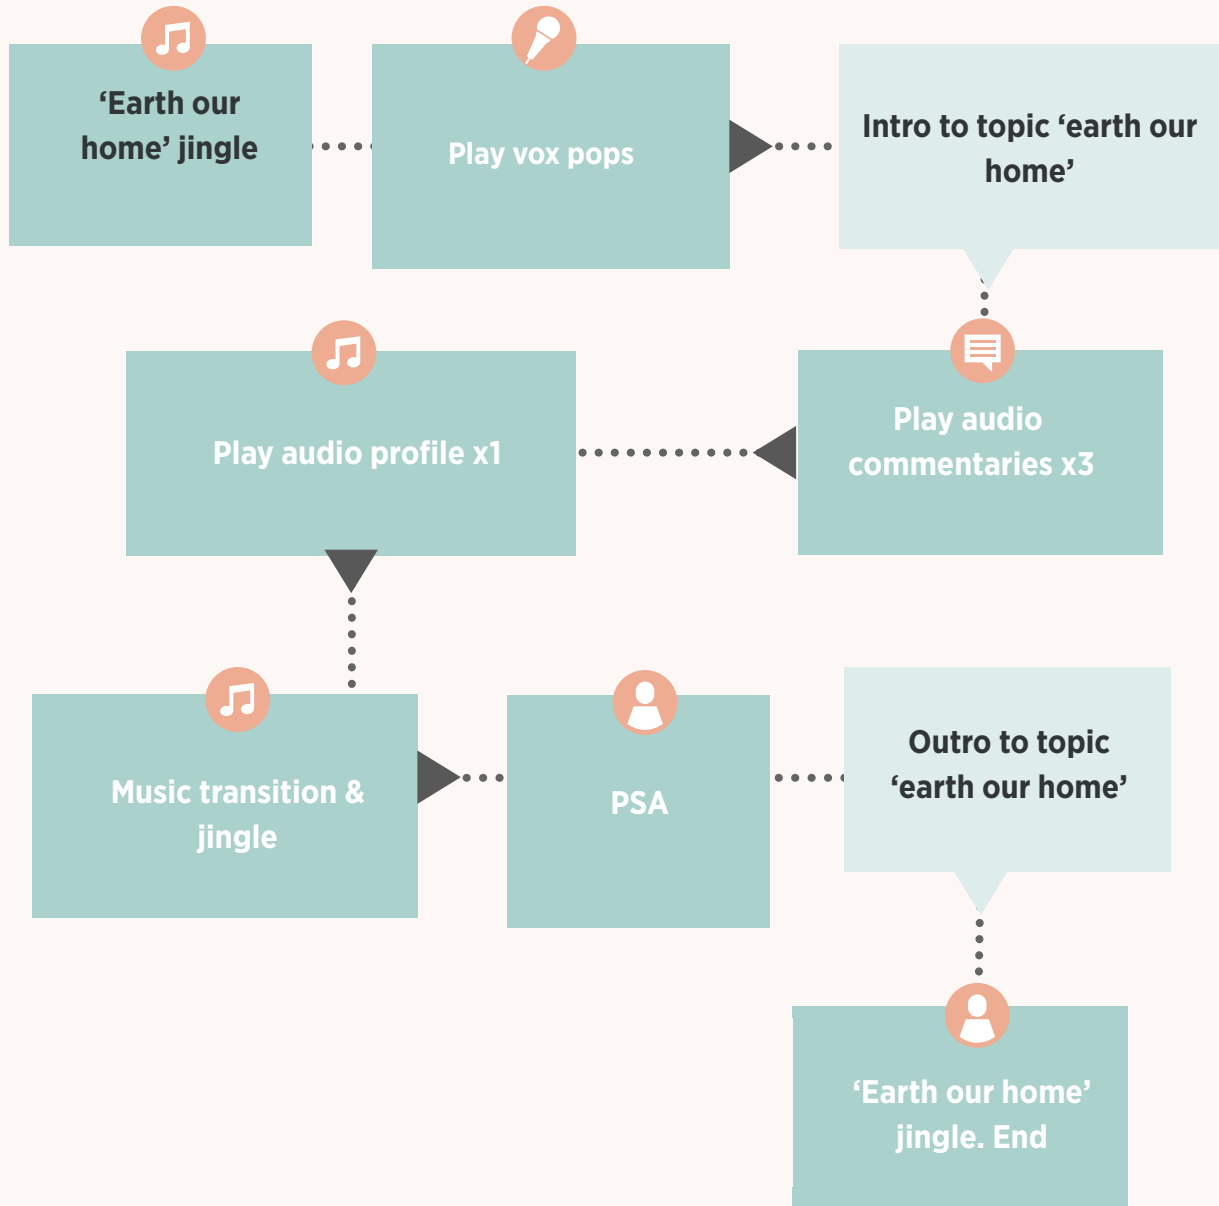 ‘Earth our
home’ jingle
Play vox pops
Intro to topic ‘earth our
home’
Play audio
commentaries x3
Play audio profile x1
Music transition &
jingle
PSA
Outro to topic
‘earth our home’
‘Earth our home’
jingle. End